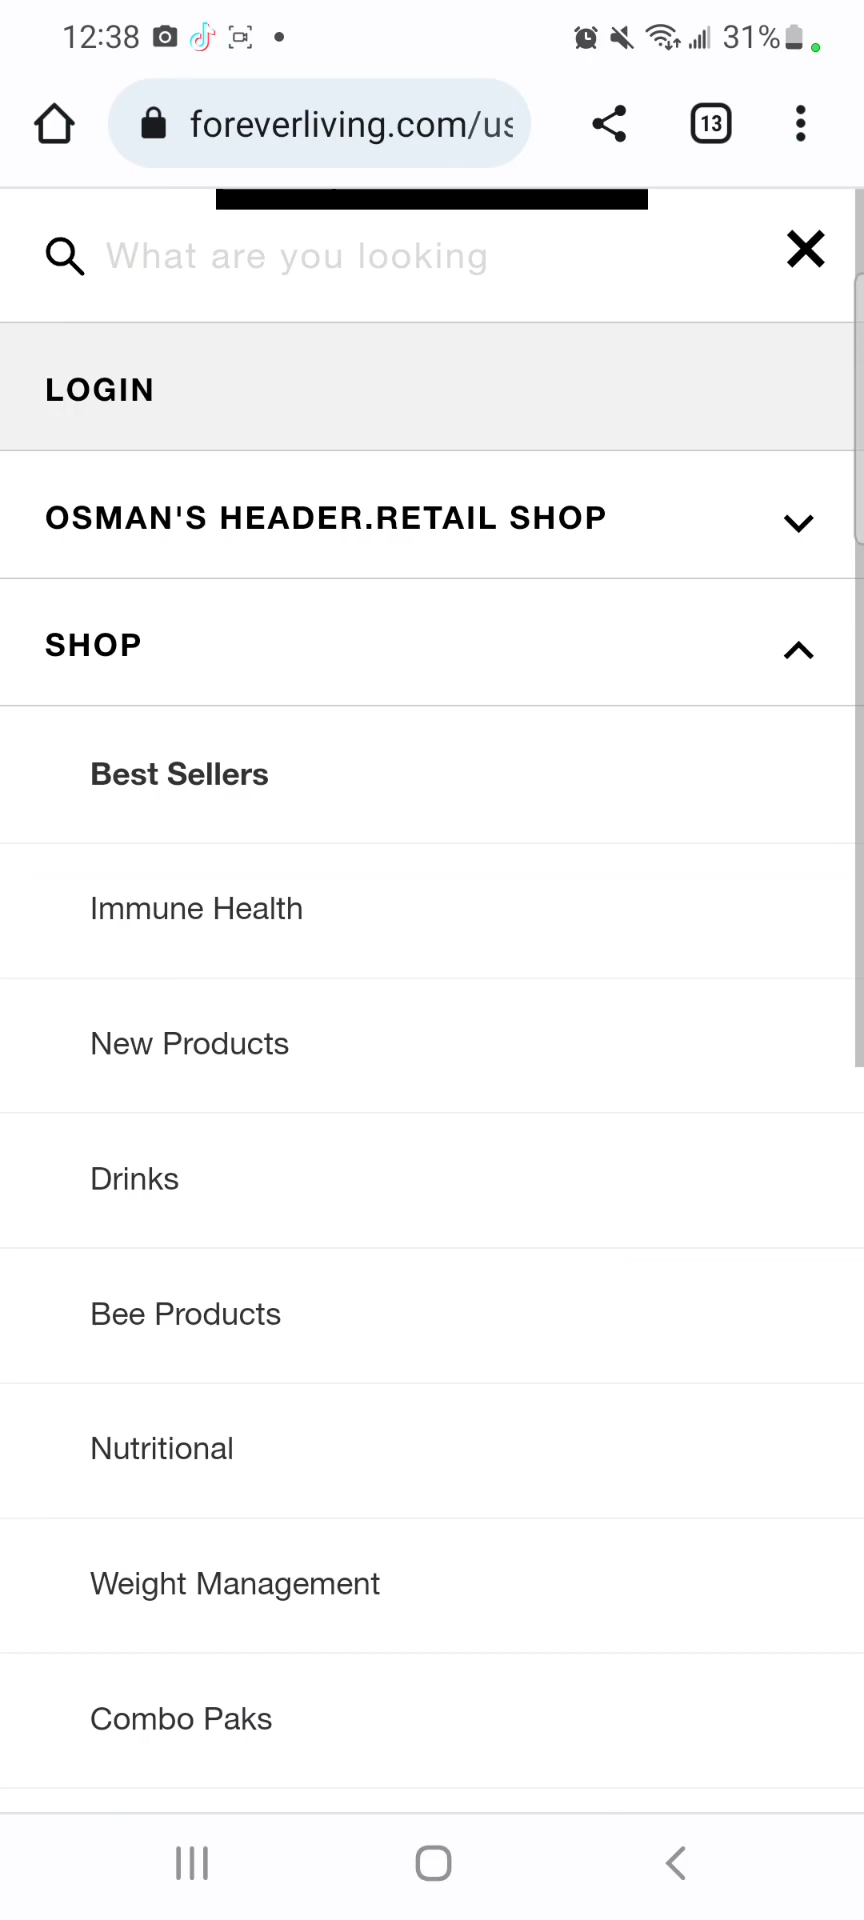 12:38
31%
foreverliving.com/us
13
What are you looking
LOGIN
OSMAN'S HEADER.RETAIL SHOP
SHOP
Best Sellers
Immune Health
New Products
Drinks
Bee Products
Nutritional
Weight Management
Combo Paks